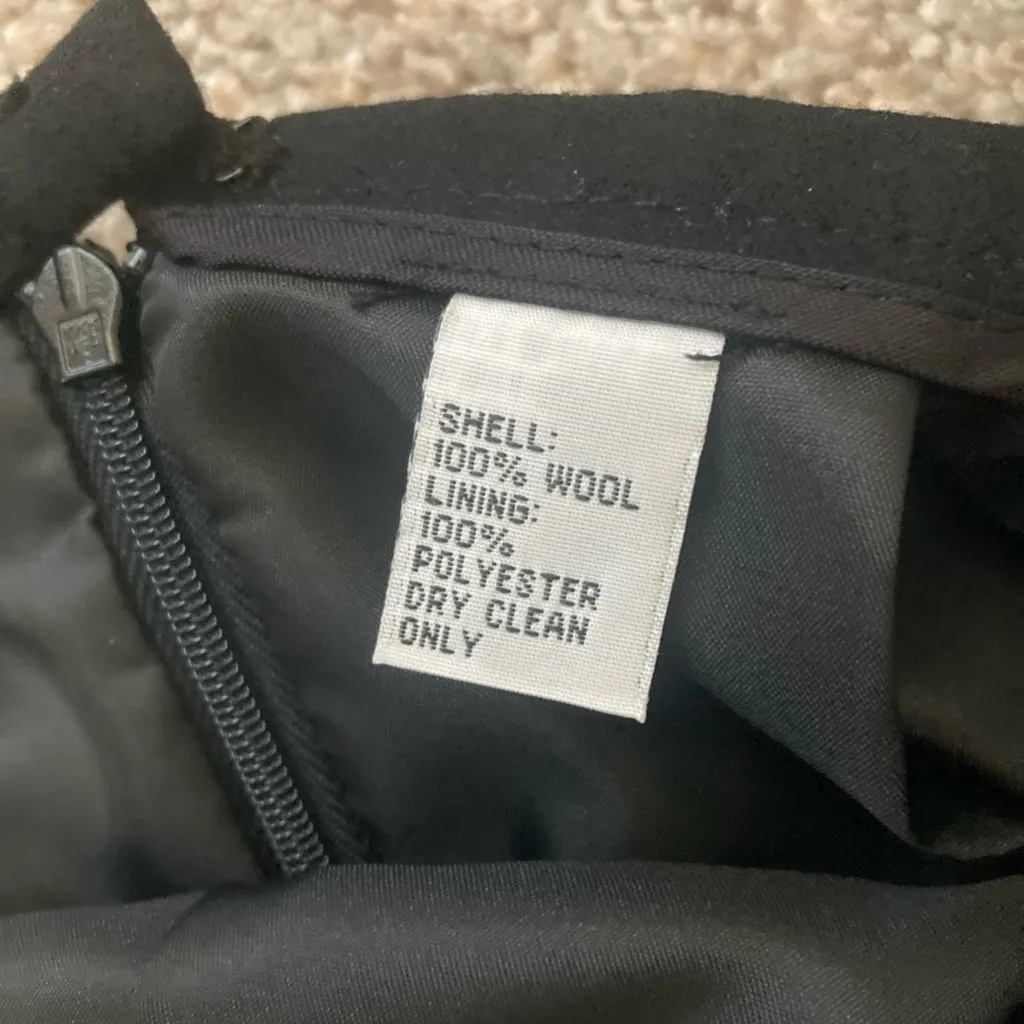 SHELL:
100% WOOL
LINING:
100%
POLYESTER
DRY CLEAN
ONLY